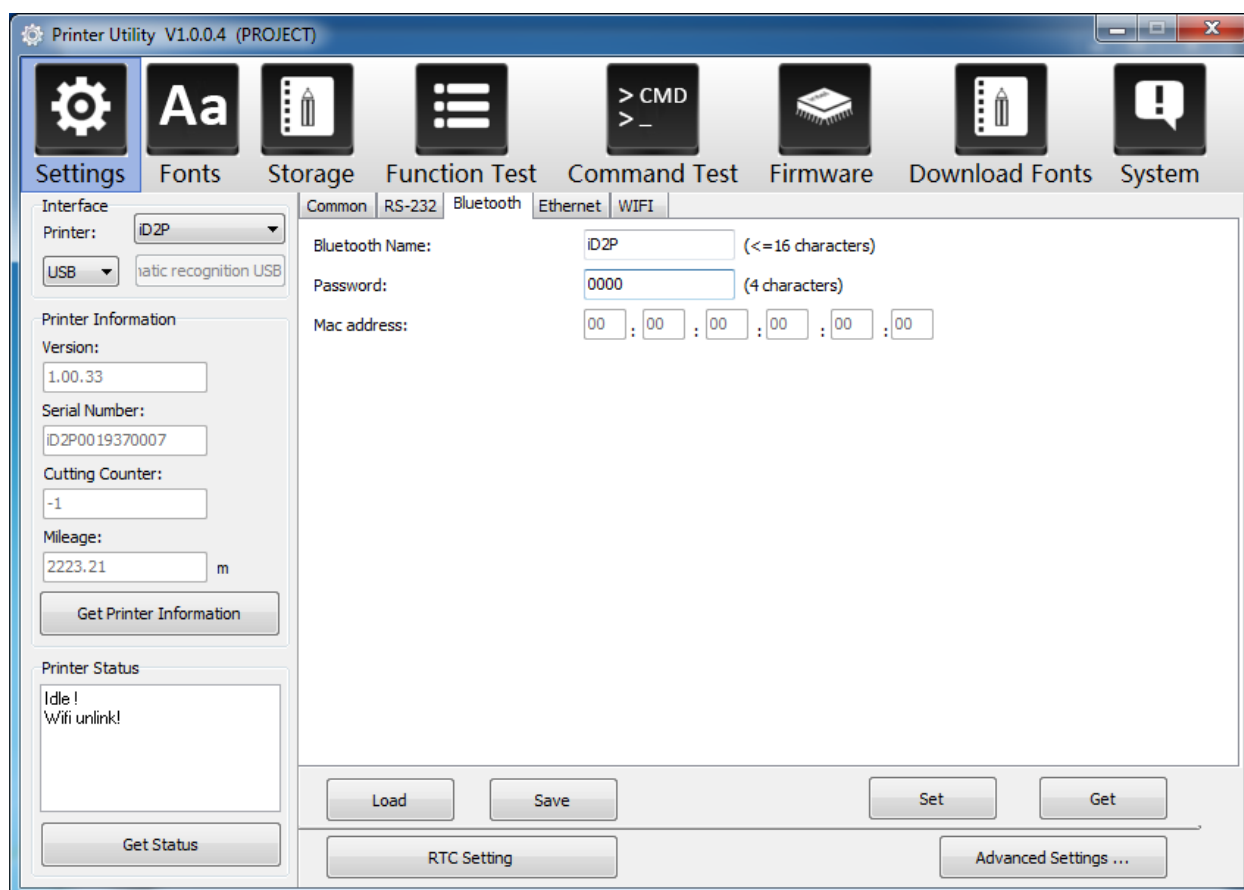 Printer Utility V1.0.0.4 (PROJECT)
> CMD
> _
Aa
Settings Fonts Storage Function Test Command Test Firmware Download Fonts System
Interface
Printer: iD2P
USB matic recognition USB
Printer Information
Version:
1.00.33
Serial Number:
iD2P0019370007
Cutting Counter:
-1
Mileage:
2223.21 m
Get Printer Information
Printer Status
Idle !
Wifi unlink!
Get Status
Common RS-232 Bluetooth Ethernet WIFI
Bluetooth Name: iD2P (<=16 characters)
Password: 0000 (4 characters)
Mac address: 00 : 00 : 00 : 00 : 00 : 00
Load Save Set Get
RTC Setting Advanced Settings ...